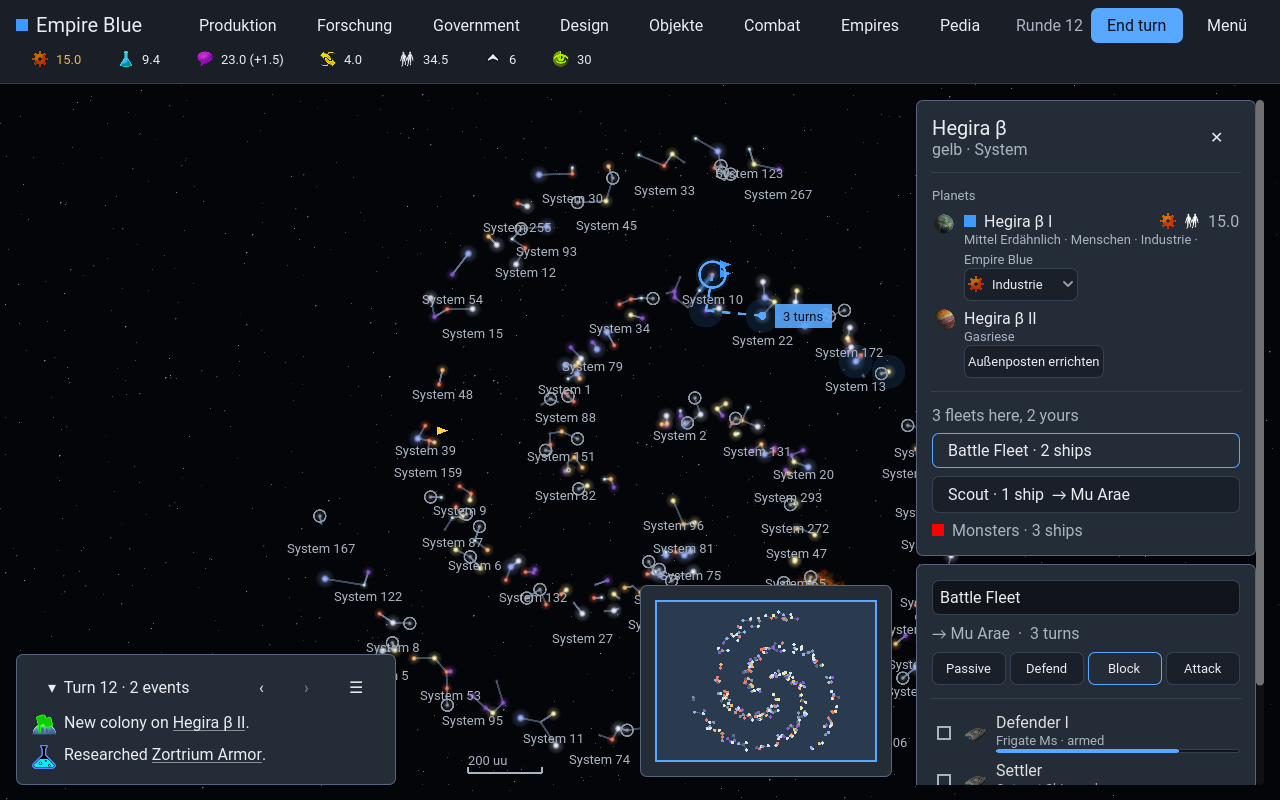 Empire Blue
Produktion
Forschung
Government
Design
Objekte
Combat
Empires
Pedia
Runde 12
End turn
Menü
15.0
9.4
23.0 (+1.5)
4.0
34.5
6
30
System 123
System 33
System 267
System 30
System 45
System 255
System 93
System 12
System 54
System 10
System 15
System 34
3 turns
System 22
System 172
System 79
System 13
System 1
System 48
System 88
System 2
System 39
System 131
System 151
System 159
System 20
System 82
System 293
System 9
System 96
System 272
System 87
System 167
System 81
System 47
System 6
System 75
System 65
System 122
System 132
System 27
System 8
System 53
System 95
System 11
System 74
200 uu
Hegira β
gelb · System
Planets
Hegira β I
15.0
Mittel Erdähnlich · Menschen · Industrie ·
Empire Blue
Industrie
Hegira β II
Gasriese
Außenposten errichten
3 fleets here, 2 yours
Battle Fleet · 2 ships
Scout · 1 ship → Mu Arae
Monsters · 3 ships
Battle Fleet
→ Mu Arae · 3 turns
Passive
Defend
Block
Attack
Defender I
Frigate Ms · armed
Settler
Turn 12 · 2 events
New colony on Hegira β II.
Researched Zortrium Armor.